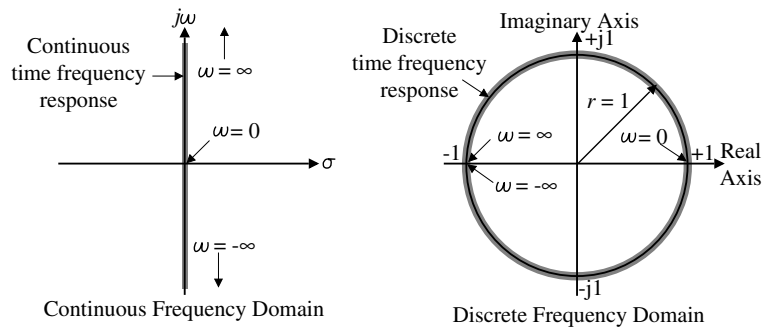 jω
Continuous
time frequency
response
ω = ∞
ω = 0
σ
ω = -∞
Continuous Frequency Domain
Imaginary Axis
+j1
Discrete
time frequency
response
r = 1
ω = ∞
ω = 0
-1
+1
Real
Axis
ω = -∞
-j1
Discrete Frequency Domain